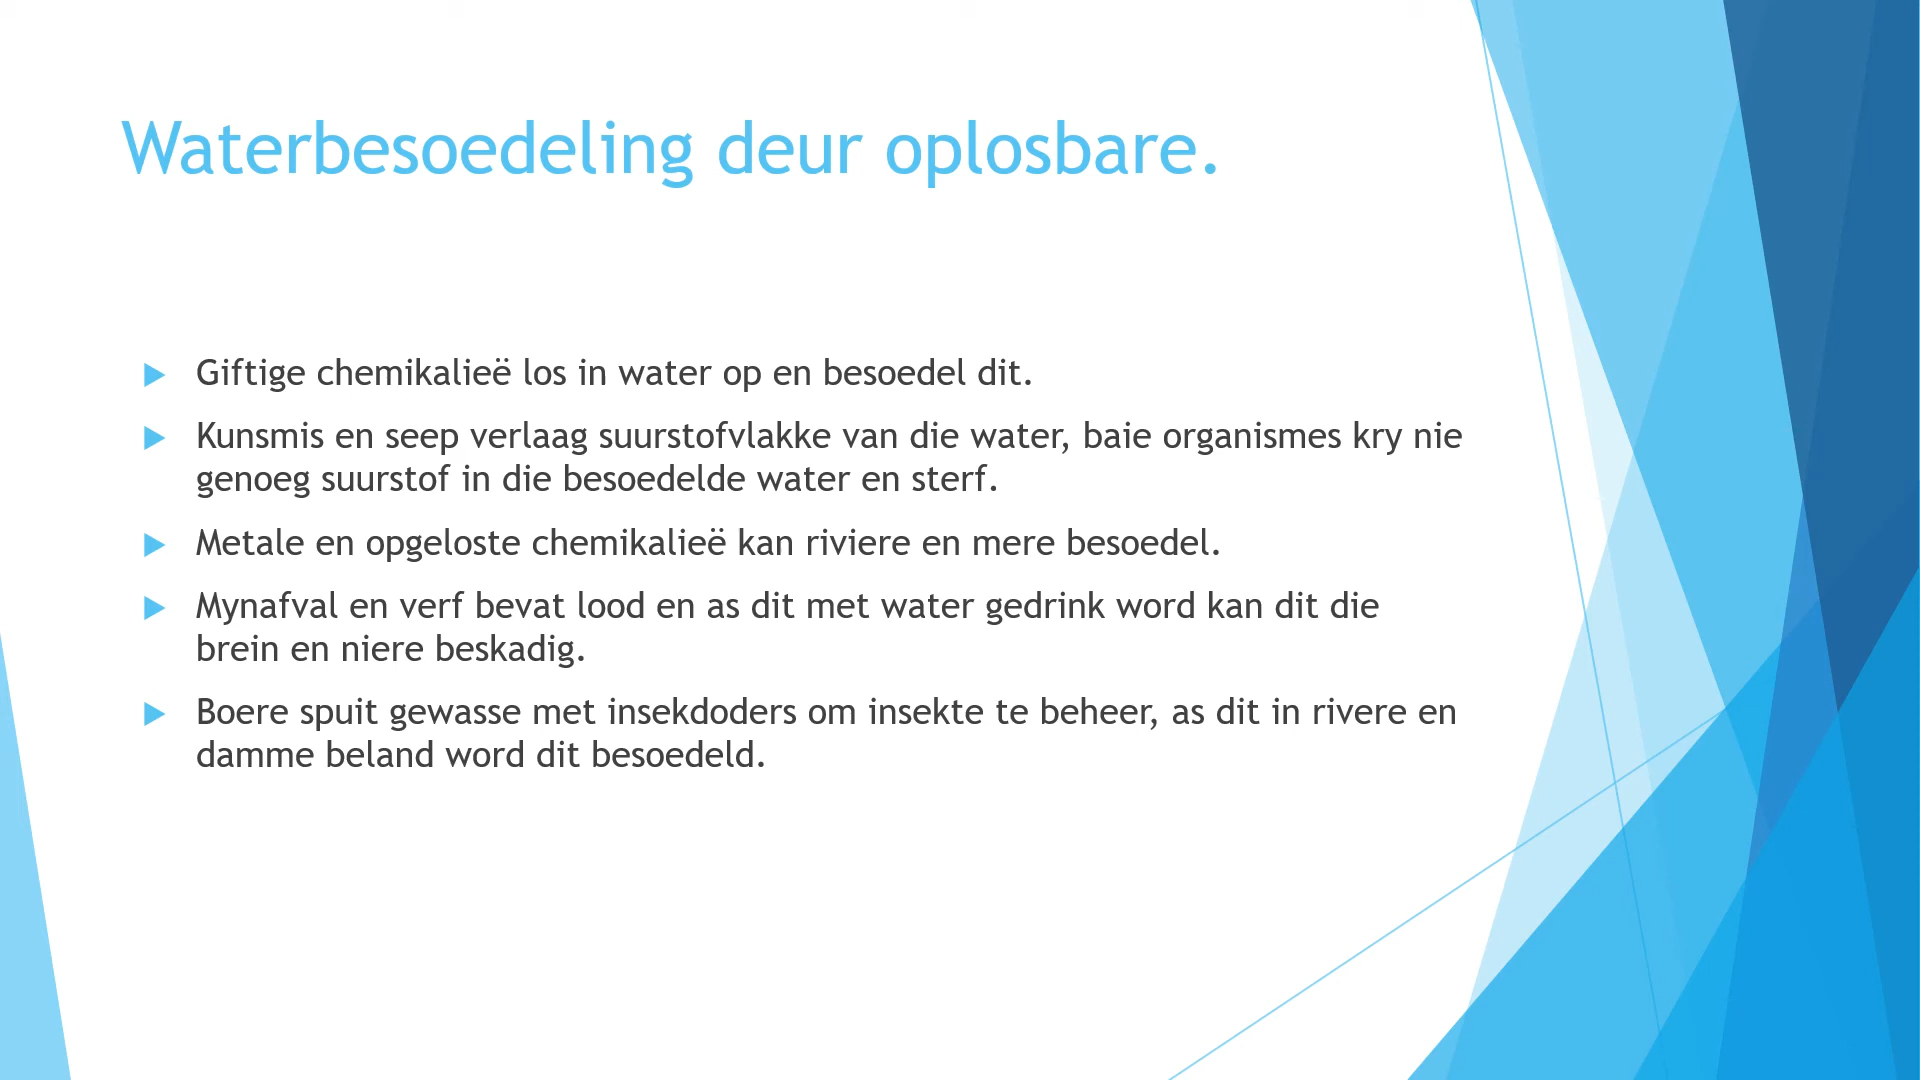 Waterbesoedeling deur oplosbare.
Giftige chemikalieë los in water op en besoedel dit.
Kunsmis en seep verlaag suurstofvlakke van die water, baie organismes kry nie
genoeg suurstof in die besoedelde water en sterf.
Metale en opgeloste chemikalieë kan riviere en mere besoedel.
Mynafval en verf bevat lood en as dit met water gedrink word kan dit die
brein en niere beskadig.
Boere spuit gewasse met insekdoders om insekte te beheer, as dit in rivere en
damme beland word dit besoedeld.